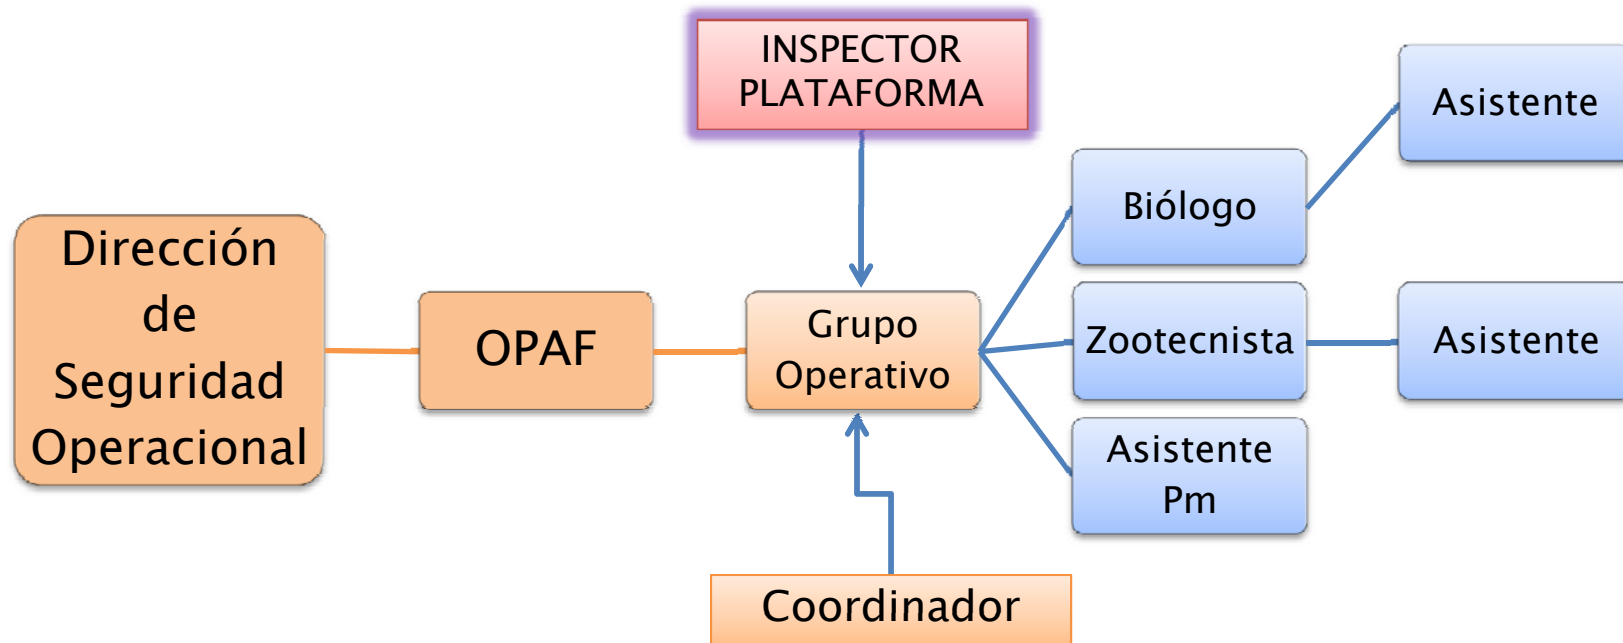 INSPECTOR
PLATAFORMA
Asistente
Biólogo
Dirección
de
Seguridad
Operacional
OPAF
Grupo
Operativo
Zootecnista
Asistente
Asistente
Pm
Coordinador